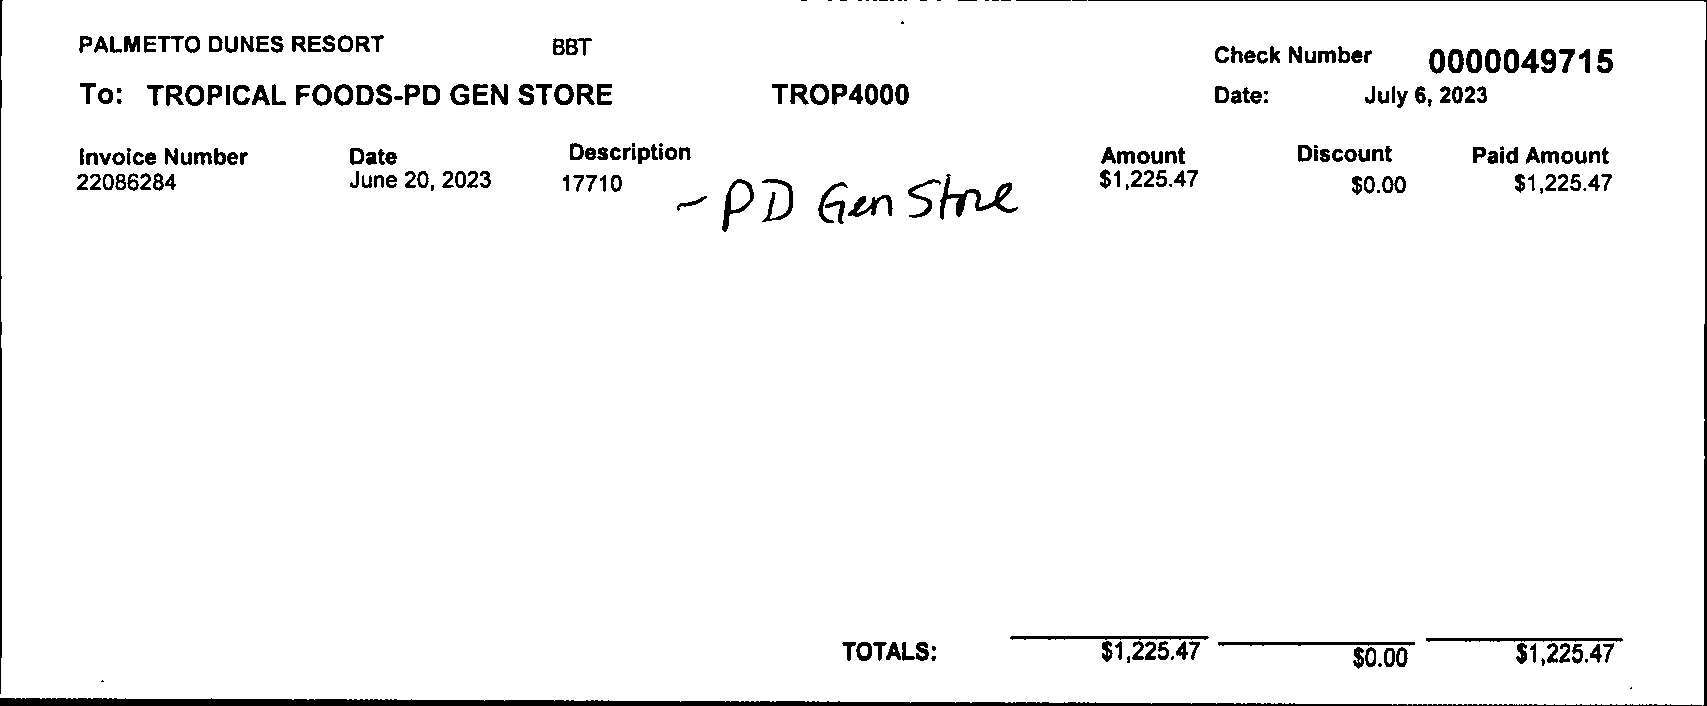 PALMETTO DUNES RESORT BBT Check Number 0000049715
To: TROPICAL FOODS-PD GEN STORE TROP4000 Date: July 6, 2023
Invoice Number Date Description Amount Discount Paid Amount
22086284 June 20, 2023 17710 $1,225.47 $0.00 $1,225.47
- PD Gen Store
TOTALS: $1,225.47 $0.00 $1,225.47